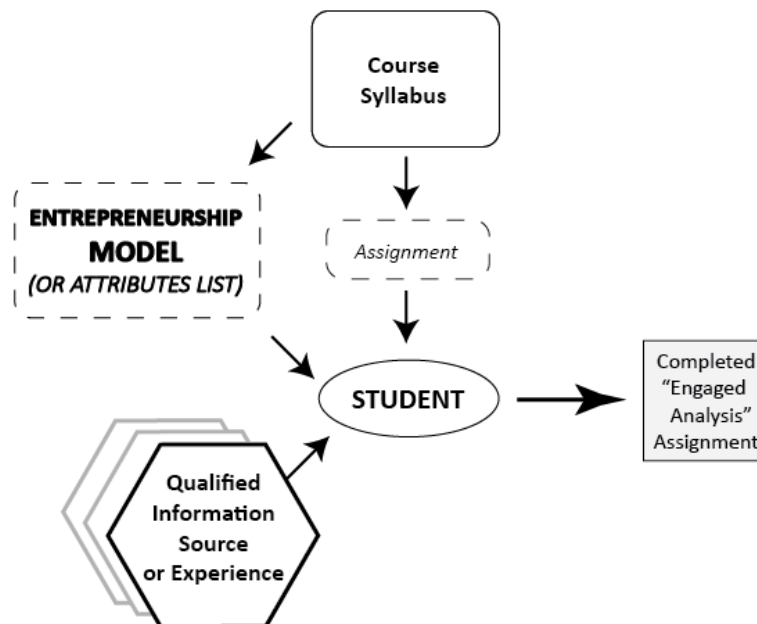 Course
Syllabus
ENTREPRENEURSHIP
MODEL
(OR ATTRIBUTES LIST)
Assignment
STUDENT
Completed
“Engaged
Analysis”
Assignment
Qualified
Information
Source
or Experience